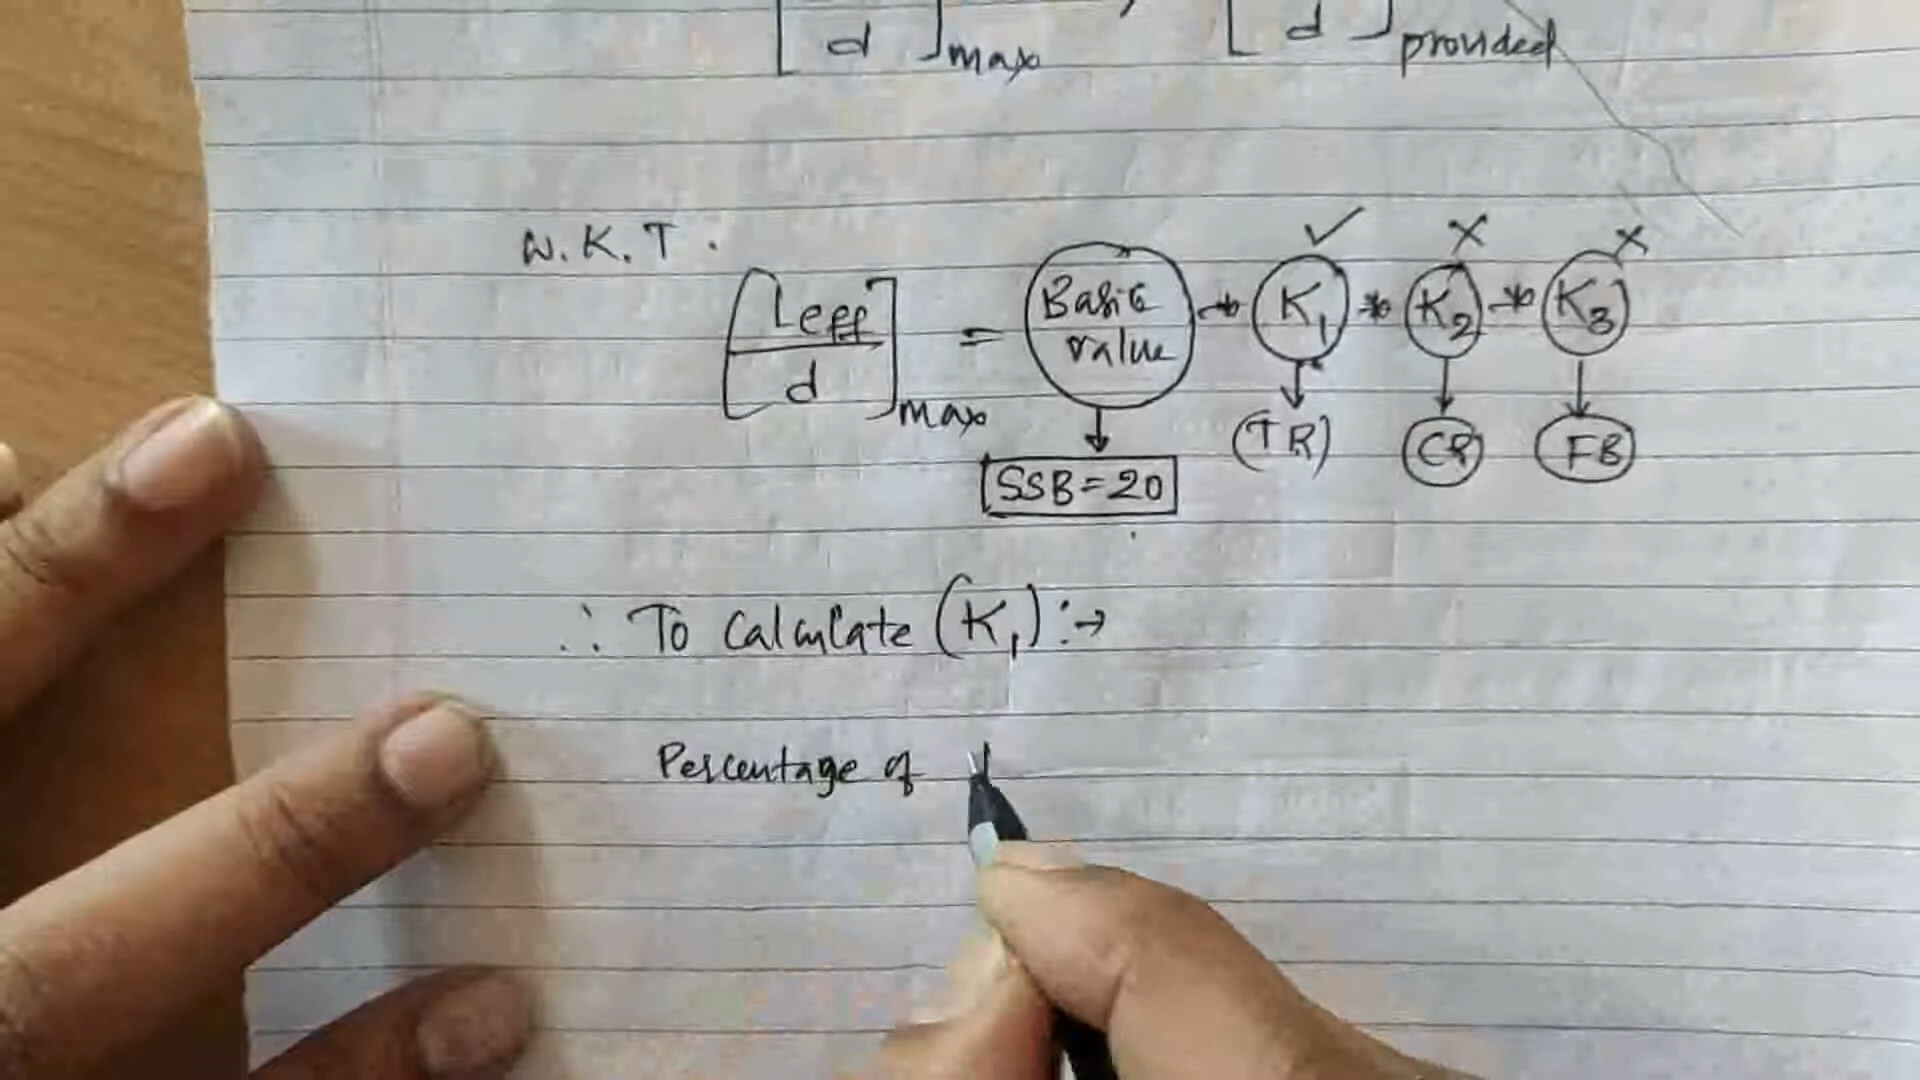 d max d provided
W.K.T.
[Leff/d]max = Basic value * K1 * K2 * K3
SSB=20 (TR) CR FB
∴ To Calculate (K1) :→
Percentage of